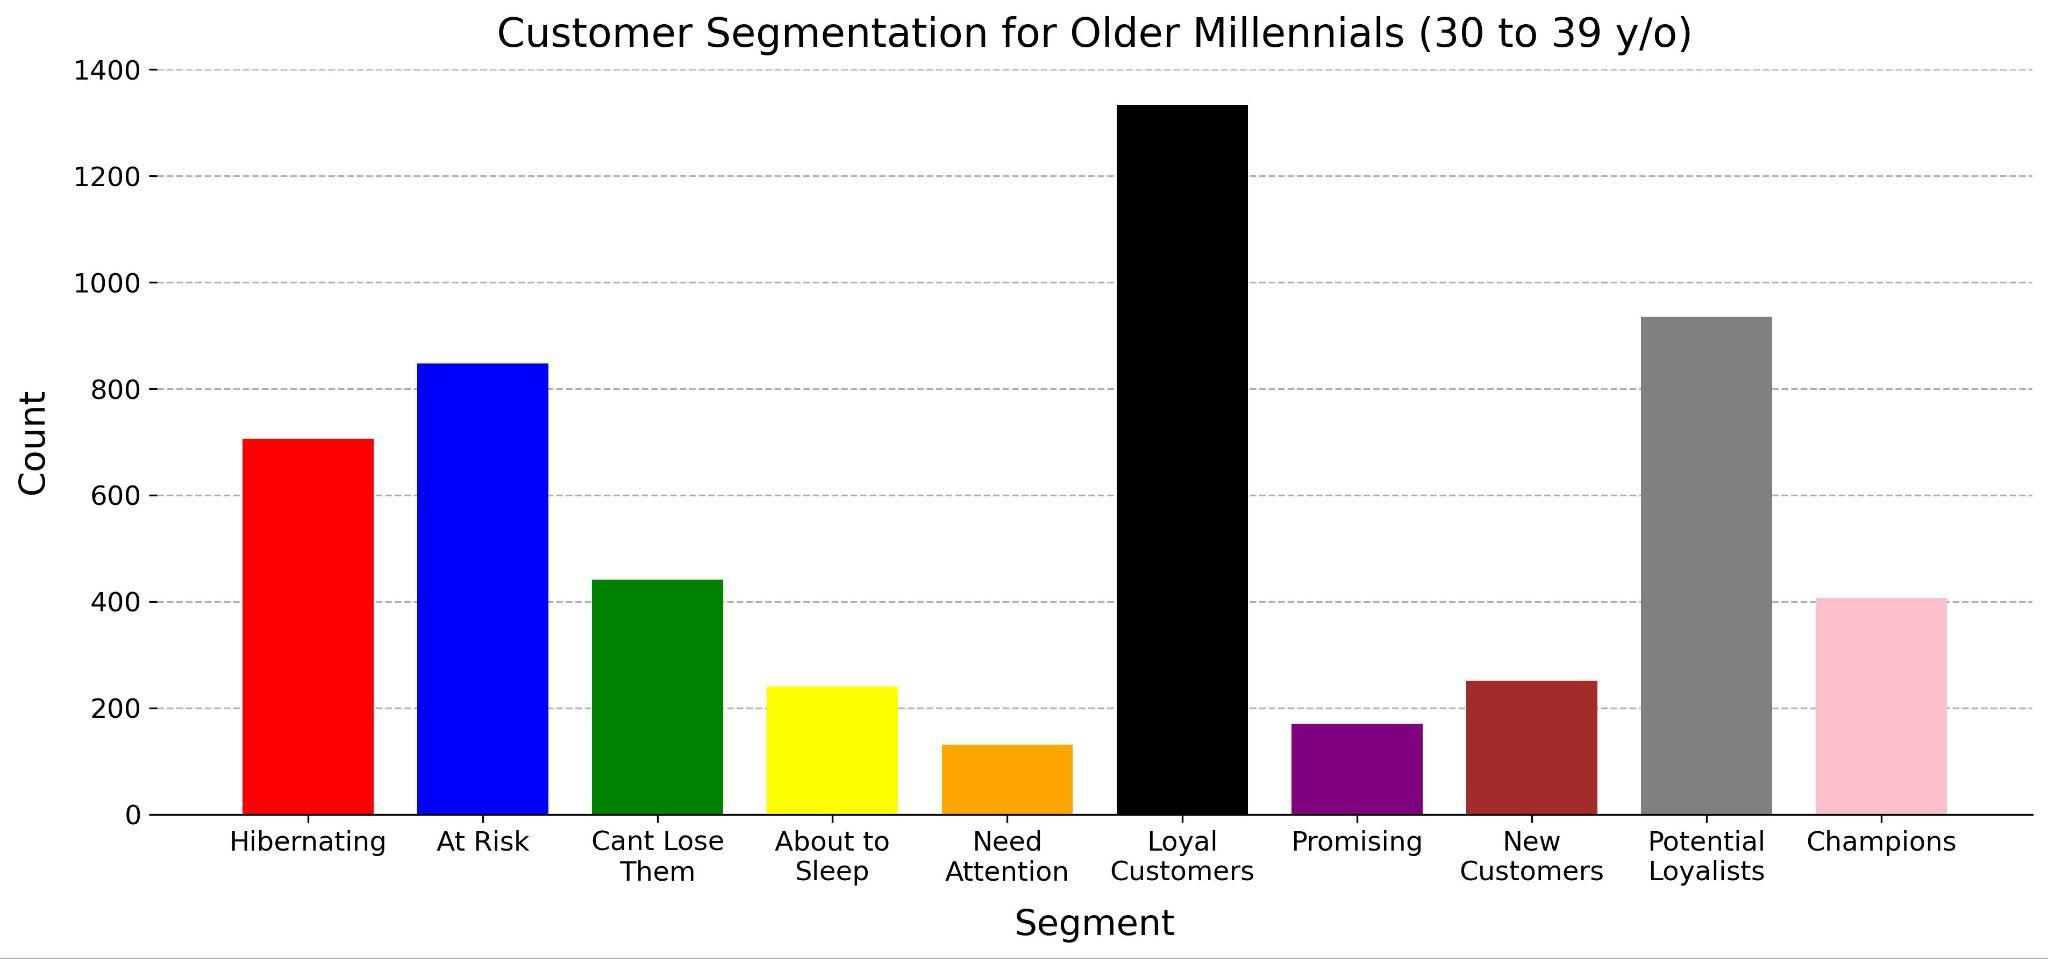 Customer Segmentation for Older Millennials (30 to 39 y/o)
1400
1200
1000
800
600
400
200
0
Count
Hibernating
At Risk
Cant Lose
Them
About to
Sleep
Need
Attention
Loyal
Customers
Promising
New
Customers
Potential
Loyalists
Champions
Segment